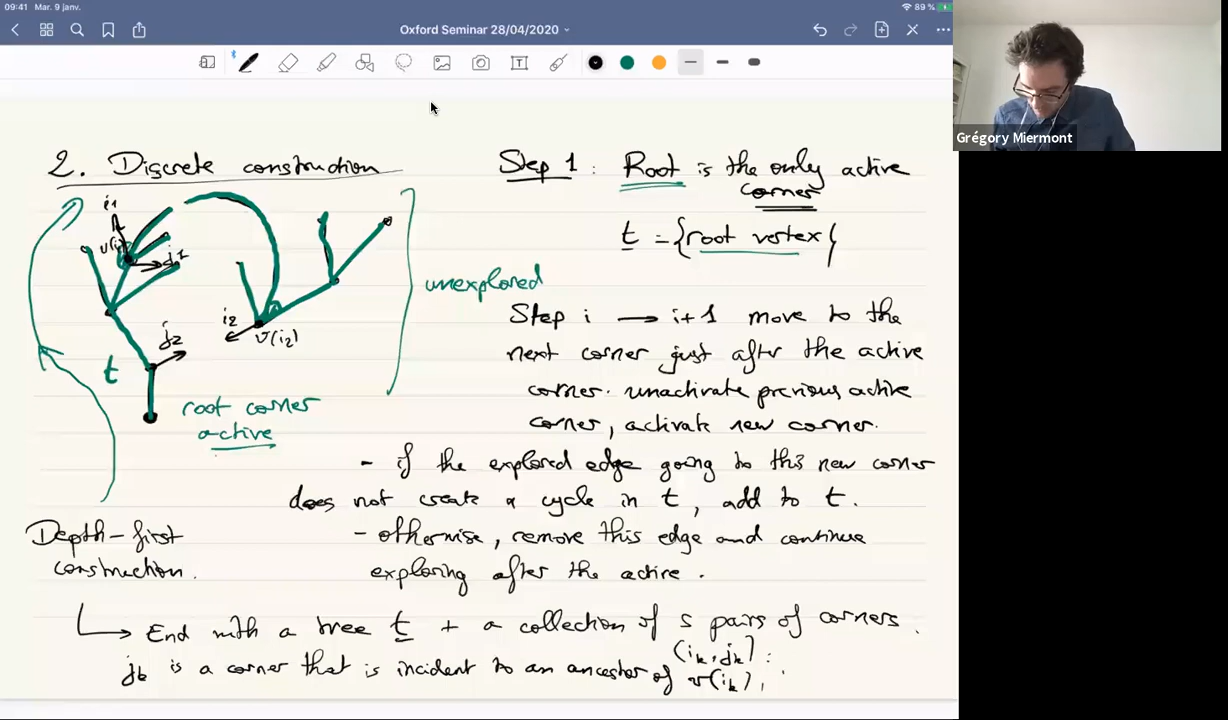 09:41 Mar. 9 janv.
89 %
Oxford Seminar 28/04/2020
Grégory Miermont
2. Discrete construction
i1
v(i1)
j1
i2
v(i2)
j2
t
unexplored
root corner
active
Depth-first
construction.
Step 1 : Root is the only active
corner
t = {root vertex}
Step i → i+1 move to the
next corner just after the active
corner. unactivate previous active
corner, activate new corner.
- if the explored edge going to this new corner
does not create a cycle in t, add to t.
- otherwise, remove this edge and continue
exploring after the active.
→ End with a tree t + a collection of s pairs of corners.
(ik, jk) :
jk is a corner that is incident to an ancestor of v(ik),